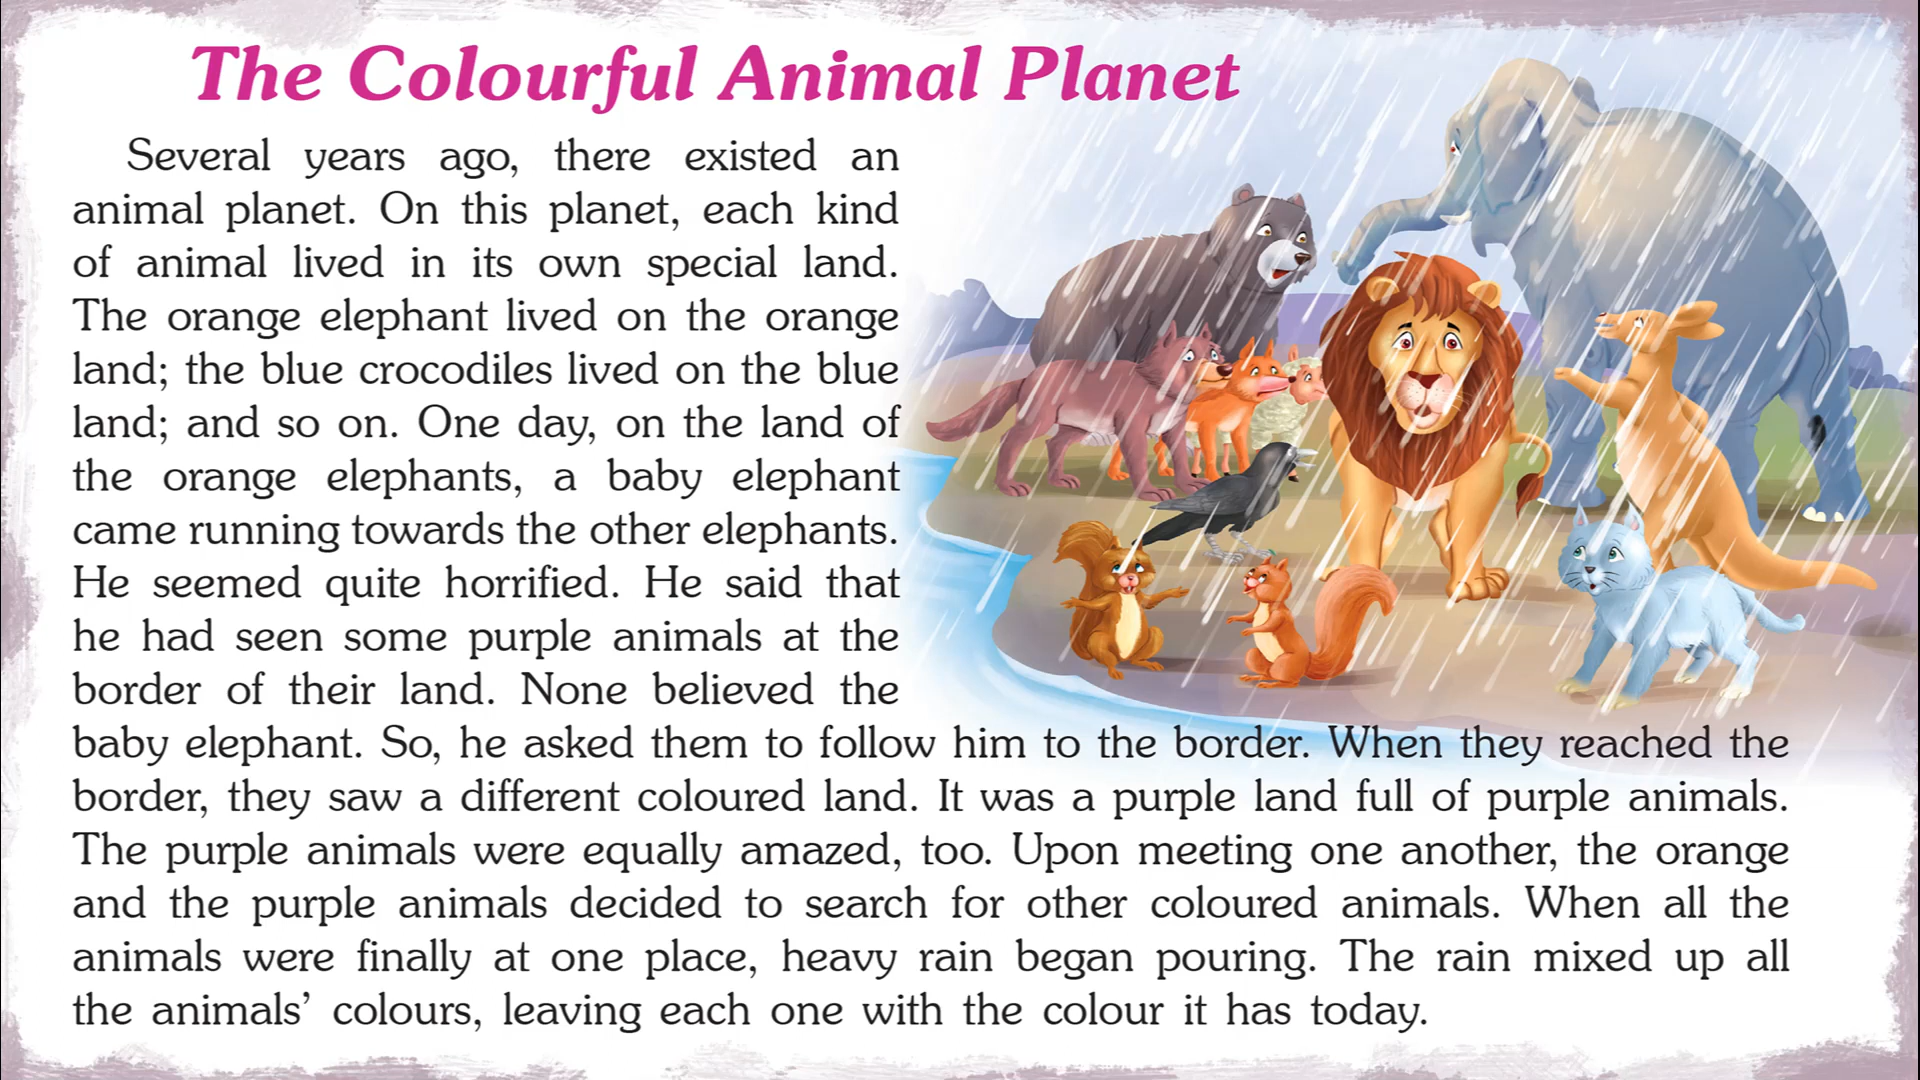 The Colourful Animal Planet
Several years ago, there existed an
animal planet. On this planet, each kind
of animal lived in its own special land.
The orange elephant lived on the orange
land; the blue crocodiles lived on the blue
land; and so on. One day, on the land of
the orange elephants, a baby elephant
came running towards the other elephants.
He seemed quite horrified. He said that
he had seen some purple animals at the
border of their land. None believed the
baby elephant. So, he asked them to follow him to the border. When they reached the
border, they saw a different coloured land. It was a purple land full of purple animals.
The purple animals were equally amazed, too. Upon meeting one another, the orange
and the purple animals decided to search for other coloured animals. When all the
animals were finally at one place, heavy rain began pouring. The rain mixed up all
the animals’ colours, leaving each one with the colour it has today.